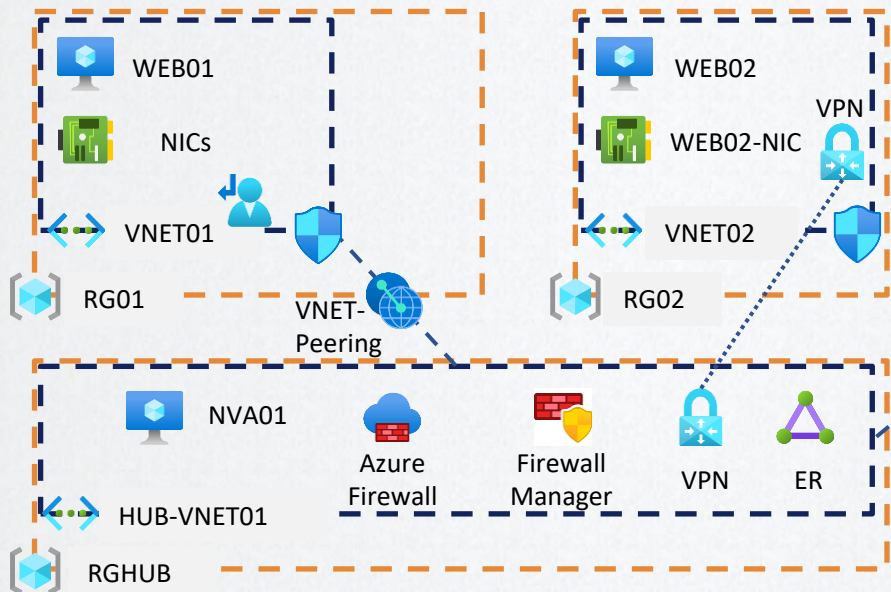 WEB01
NICs
VNET01
RG01
WEB02
VPN
WEB02-NIC
VNET02
RG02
VNET-
Peering
NVA01
Azure
Firewall
Firewall
Manager
VPN
ER
HUB-VNET01
RGHUB